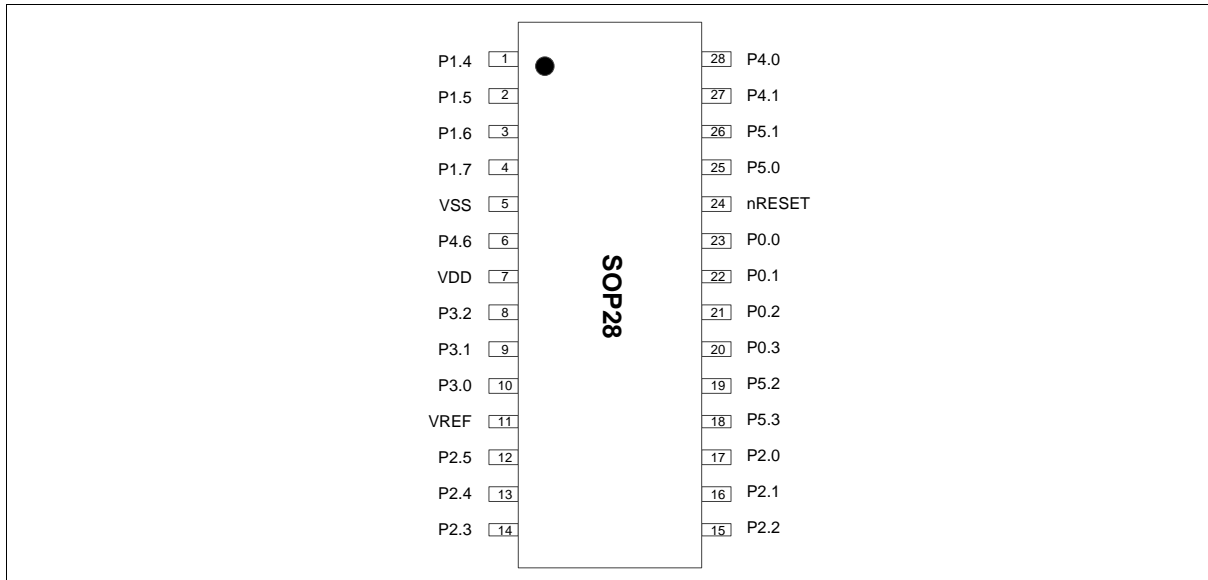 P1.4 1 28 P4.0
P1.5 2 27 P4.1
P1.6 3 26 P5.1
P1.7 4 25 P5.0
VSS 5 24 nRESET
P4.6 6 23 P0.0
VDD 7 22 P0.1
SOP28
P3.2 8 21 P0.2
P3.1 9 20 P0.3
P3.0 10 19 P5.2
VREF 11 18 P5.3
P2.5 12 17 P2.0
P2.4 13 16 P2.1
P2.3 14 15 P2.2